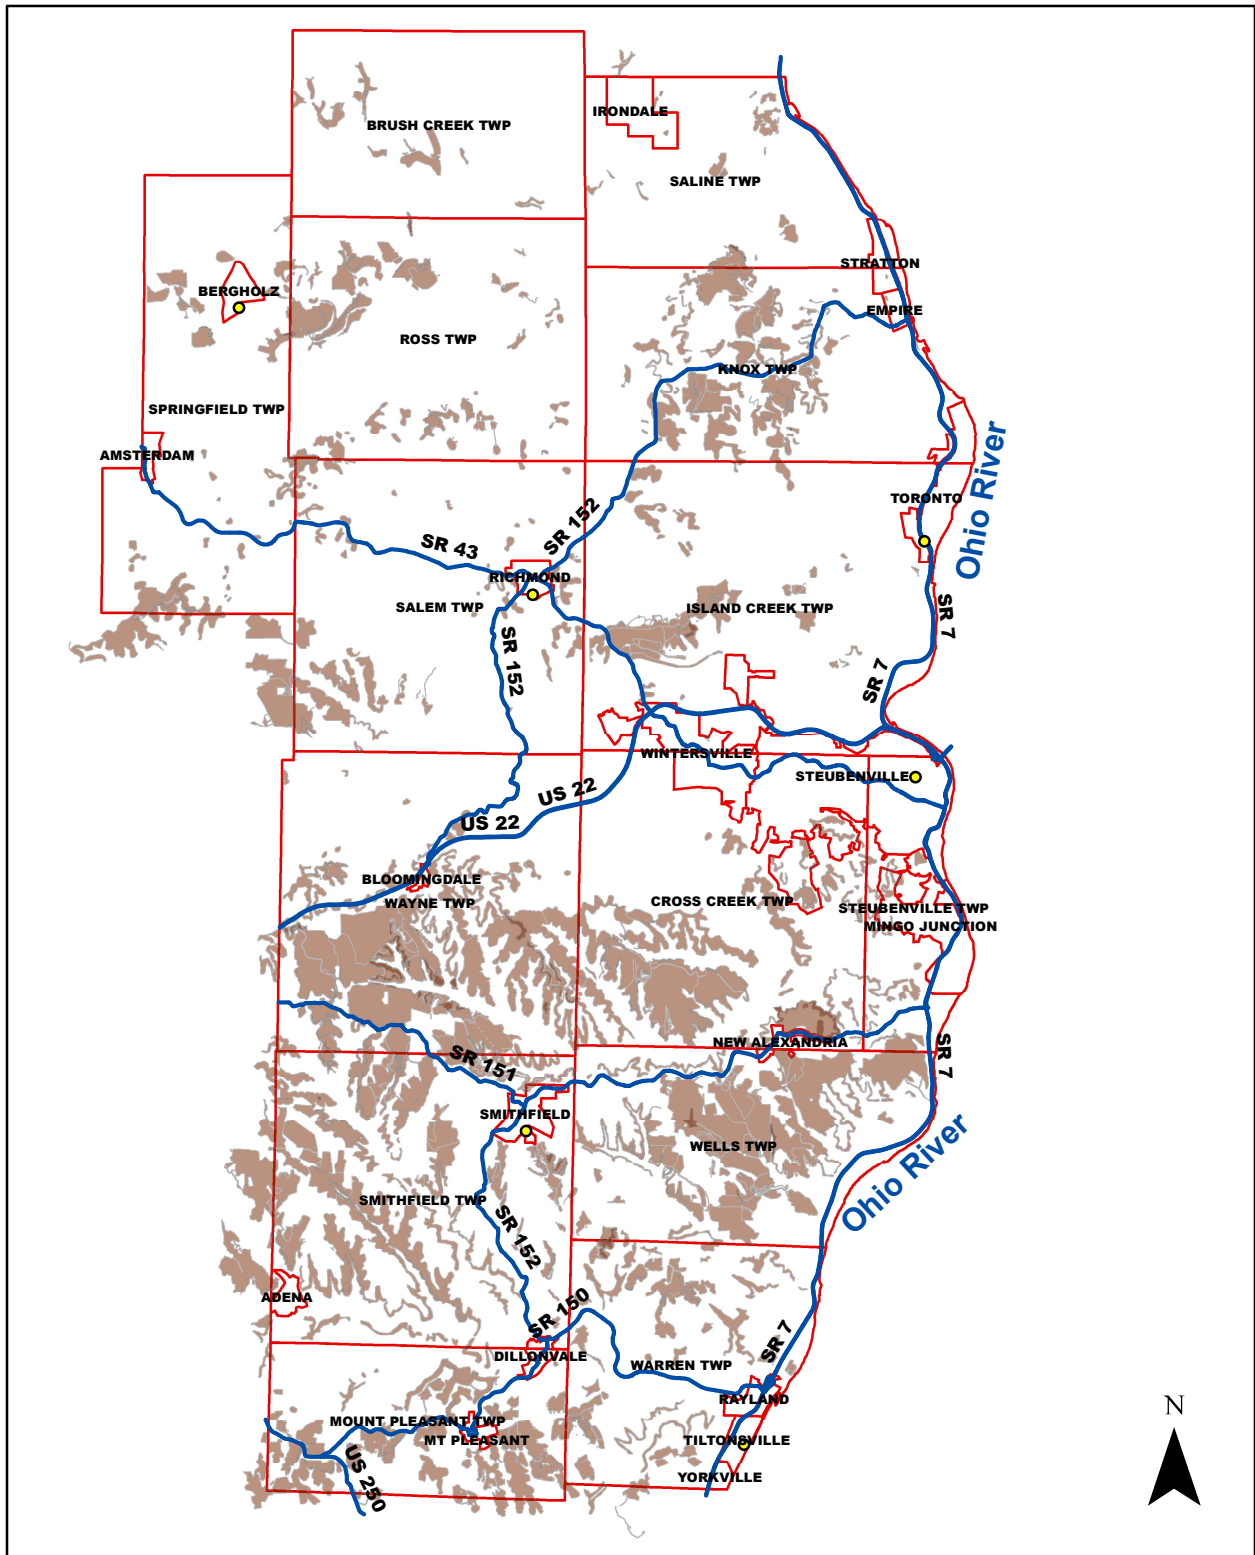 IRONDALE
BRUSH CREEK TWP
SALINE TWP
STRATTON
BERGHOLZ
EMPIRE
ROSS TWP
KNOX TWP
SPRINGFIELD TWP
AMSTERDAM
TORONTO
Ohio River
SR 152
SR 43
RICHMOND
SALEM TWP
ISLAND CREEK TWP
SR 7
SR 152
SR 7
WINTERSVILLE
STEUBENVILLE
US 22
US 22
BLOOMINGDALE
WAYNE TWP
CROSS CREEK TWP
STEUBENVILLE TWP
MINGO JUNCTION
NEW ALEXANDRIA
SR 7
SR 151
SMITHFIELD
WELLS TWP
Ohio River
SMITHFIELD TWP
SR 152
ADENA
SR 150
SR 7
DILLONVALE
WARREN TWP
RAYLAND
MOUNT PLEASANT TWP
MT PLEASANT
TILTONSVILLE
YORKVILLE
US 250
N